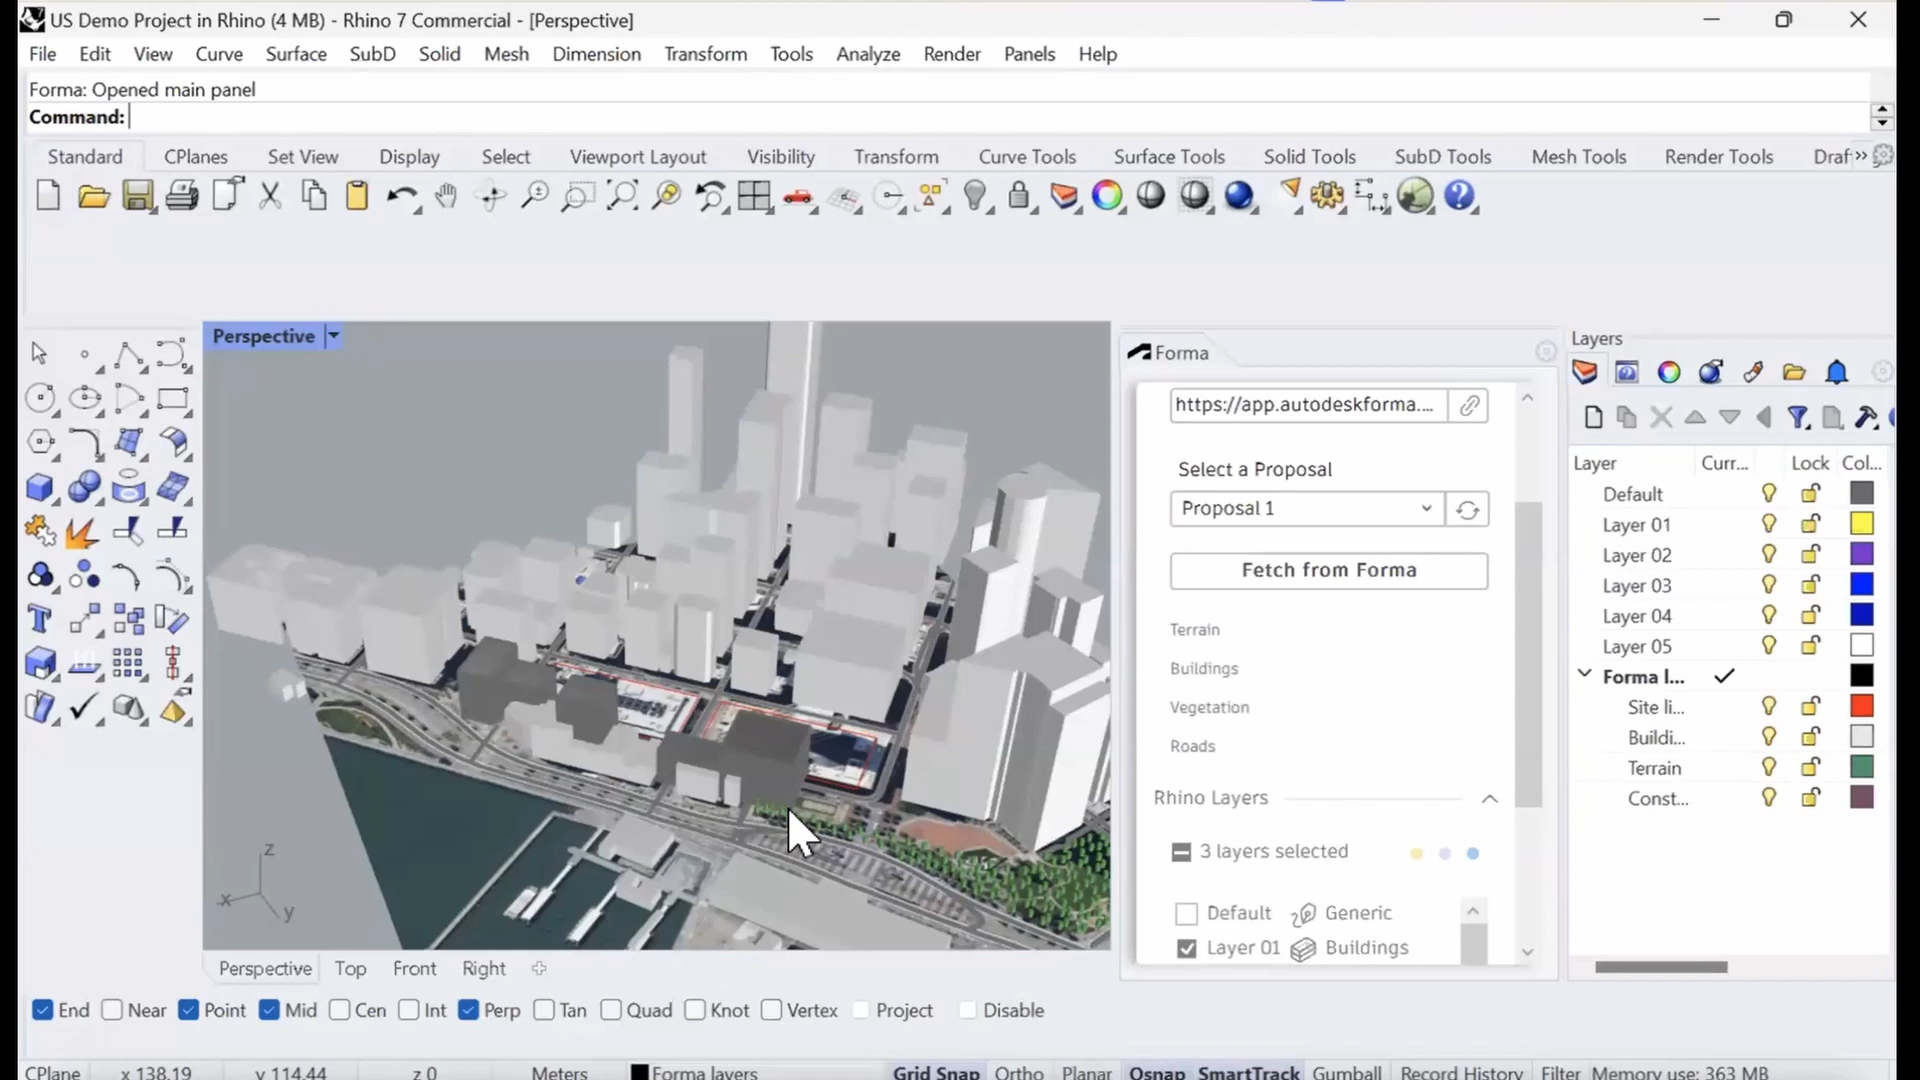 US Demo Project in Rhino (4 MB) - Rhino 7 Commercial - [Perspective]
File Edit View Curve Surface SubD Solid Mesh Dimension Transform Tools Analyze Render Panels Help
Forma: Opened main panel
Command:
Standard CPlanes Set View Display Select Viewport Layout Visibility Transform Curve Tools Surface Tools Solid Tools SubD Tools Mesh Tools Render Tools Draf
Perspective
z
x
y
Perspective Top Front Right
Forma
https://app.autodeskforma....
Select a Proposal
Proposal 1
Fetch from Forma
Terrain
Buildings
Vegetation
Roads
Rhino Layers
3 layers selected
Default Generic
Layer 01 Buildings
Layers
Layer Curr... Lock Col...
Default
Layer 01
Layer 02
Layer 03
Layer 04
Layer 05
Forma l...
Site li...
Buildi...
Terrain
Const...
End Near Point Mid Cen Int Perp Tan Quad Knot Vertex Project Disable
CPlane x 138.19 y 114.44 z 0 Meters Forma layers Grid Snap Ortho Planar Osnap SmartTrack Gumball Record History Filter Memory use: 363 MB